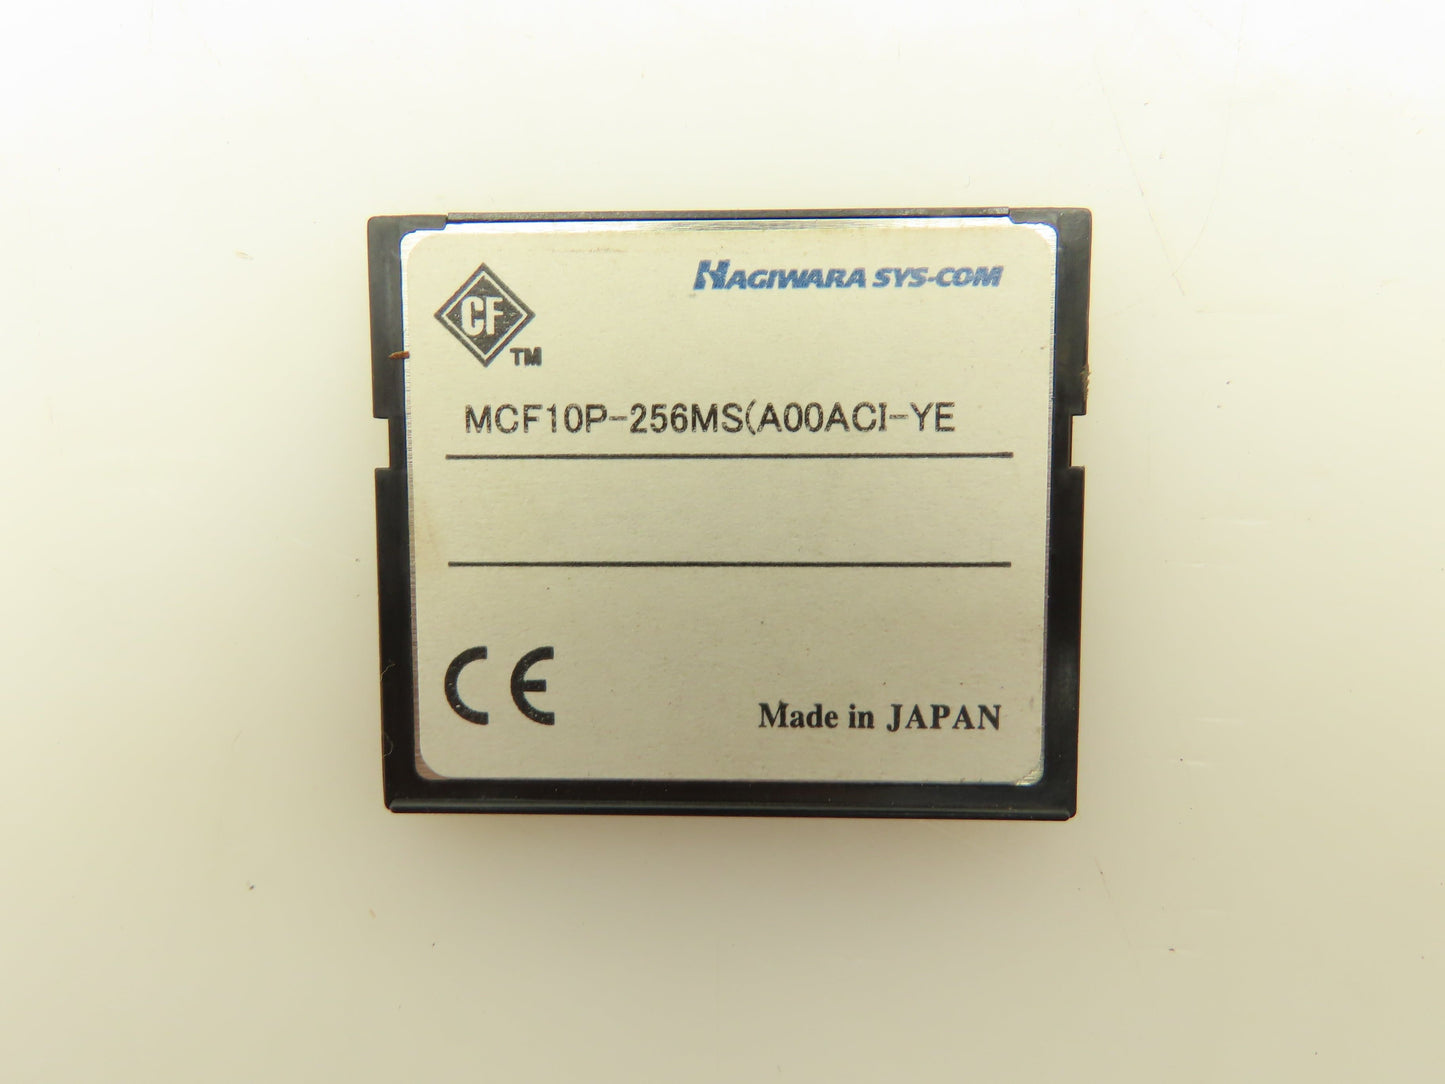 HAGIWARA SYS-COM
CF
TM
MCF10P-256MS(A00ACI-YE
CE
Made in JAPAN